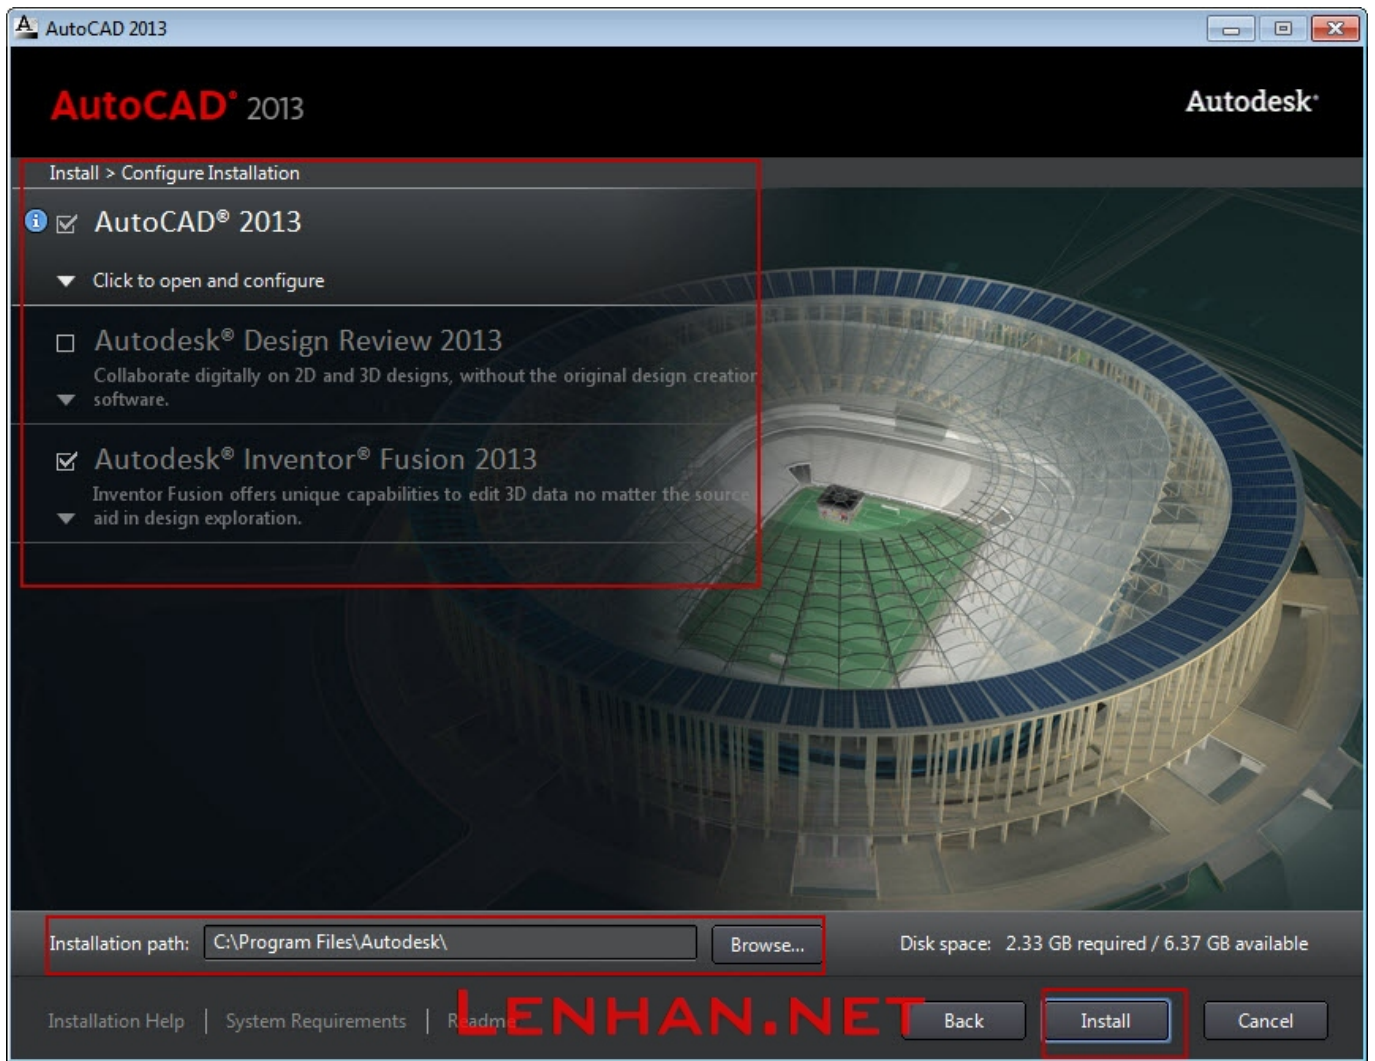 AutoCAD 2013
AutoCAD® 2013
Autodesk®
Install > Configure Installation
AutoCAD® 2013
Click to open and configure
Autodesk® Design Review 2013
Collaborate digitally on 2D and 3D designs, without the original design creation
software.
Autodesk® Inventor® Fusion 2013
Inventor Fusion offers unique capabilities to edit 3D data no matter the source
aid in design exploration.
Installation path: C:\Program Files\Autodesk\ Browse... Disk space: 2.33 GB required / 6.37 GB available
Installation Help | System Requirements | Readme LENHAN.NET Back Install Cancel